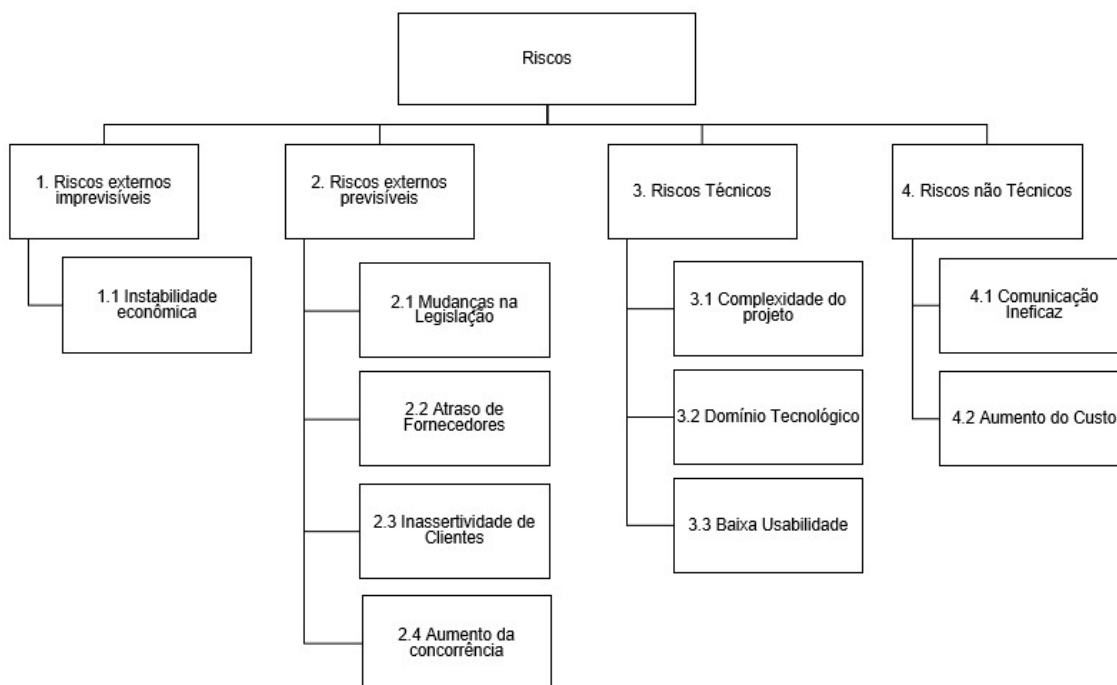 Riscos
1. Riscos externos
imprevisíveis
1.1 Instabilidade
econômica
2. Riscos externos
previsíveis
2.1 Mudanças na
Legislação
2.2 Atraso de
Fornecedores
2.3 Inassertividade de
Clientes
2.4 Aumento da
concorrência
3. Riscos Técnicos
3.1 Complexidade do
projeto
3.2 Domínio Tecnológico
3.3 Baixa Usabilidade
4. Riscos não Técnicos
4.1 Comunicação
Ineficaz
4.2 Aumento do Custo